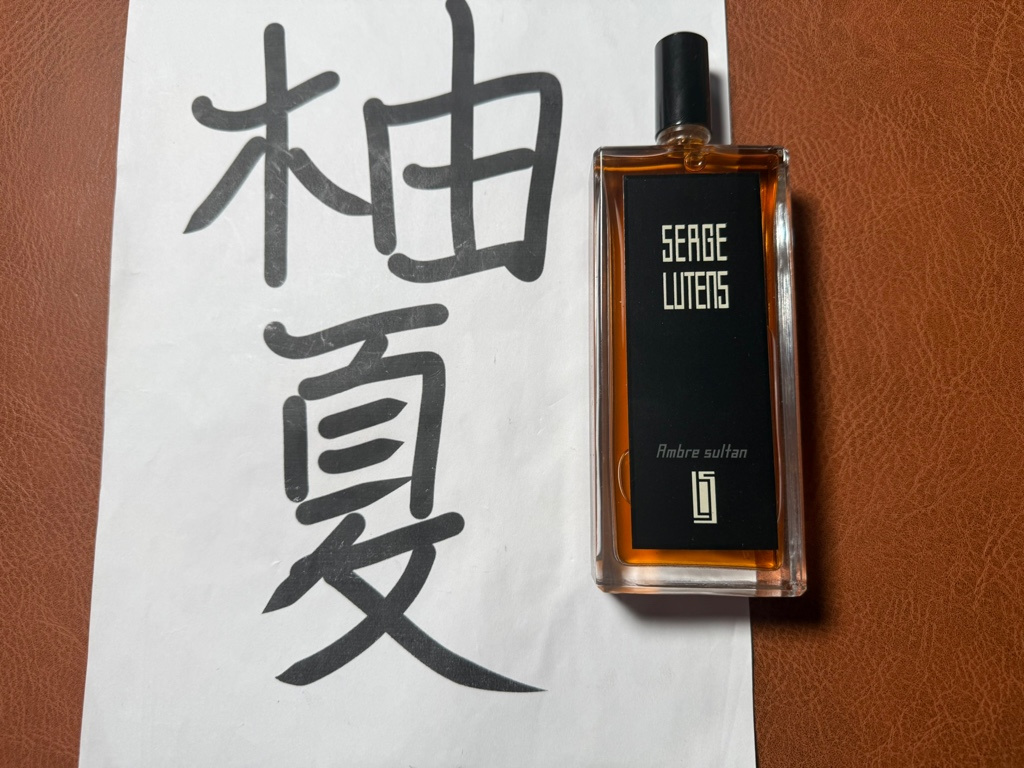 柚
夏
SERGE
LUTENS
Ambre sultan